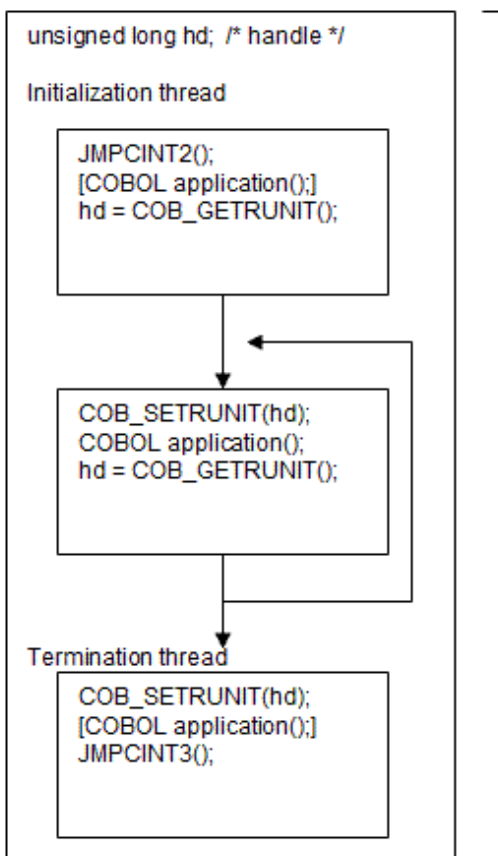 unsigned long hd; /* handle */
Initialization thread
JMPCINT2();
[COBOL application();]
hd = COB_GETRUNIT();
COB_SETRUNIT(hd);
COBOL application();
hd = COB_GETRUNIT();
Termination thread
COB_SETRUNIT(hd);
[COBOL application();]
JMPCINT3();